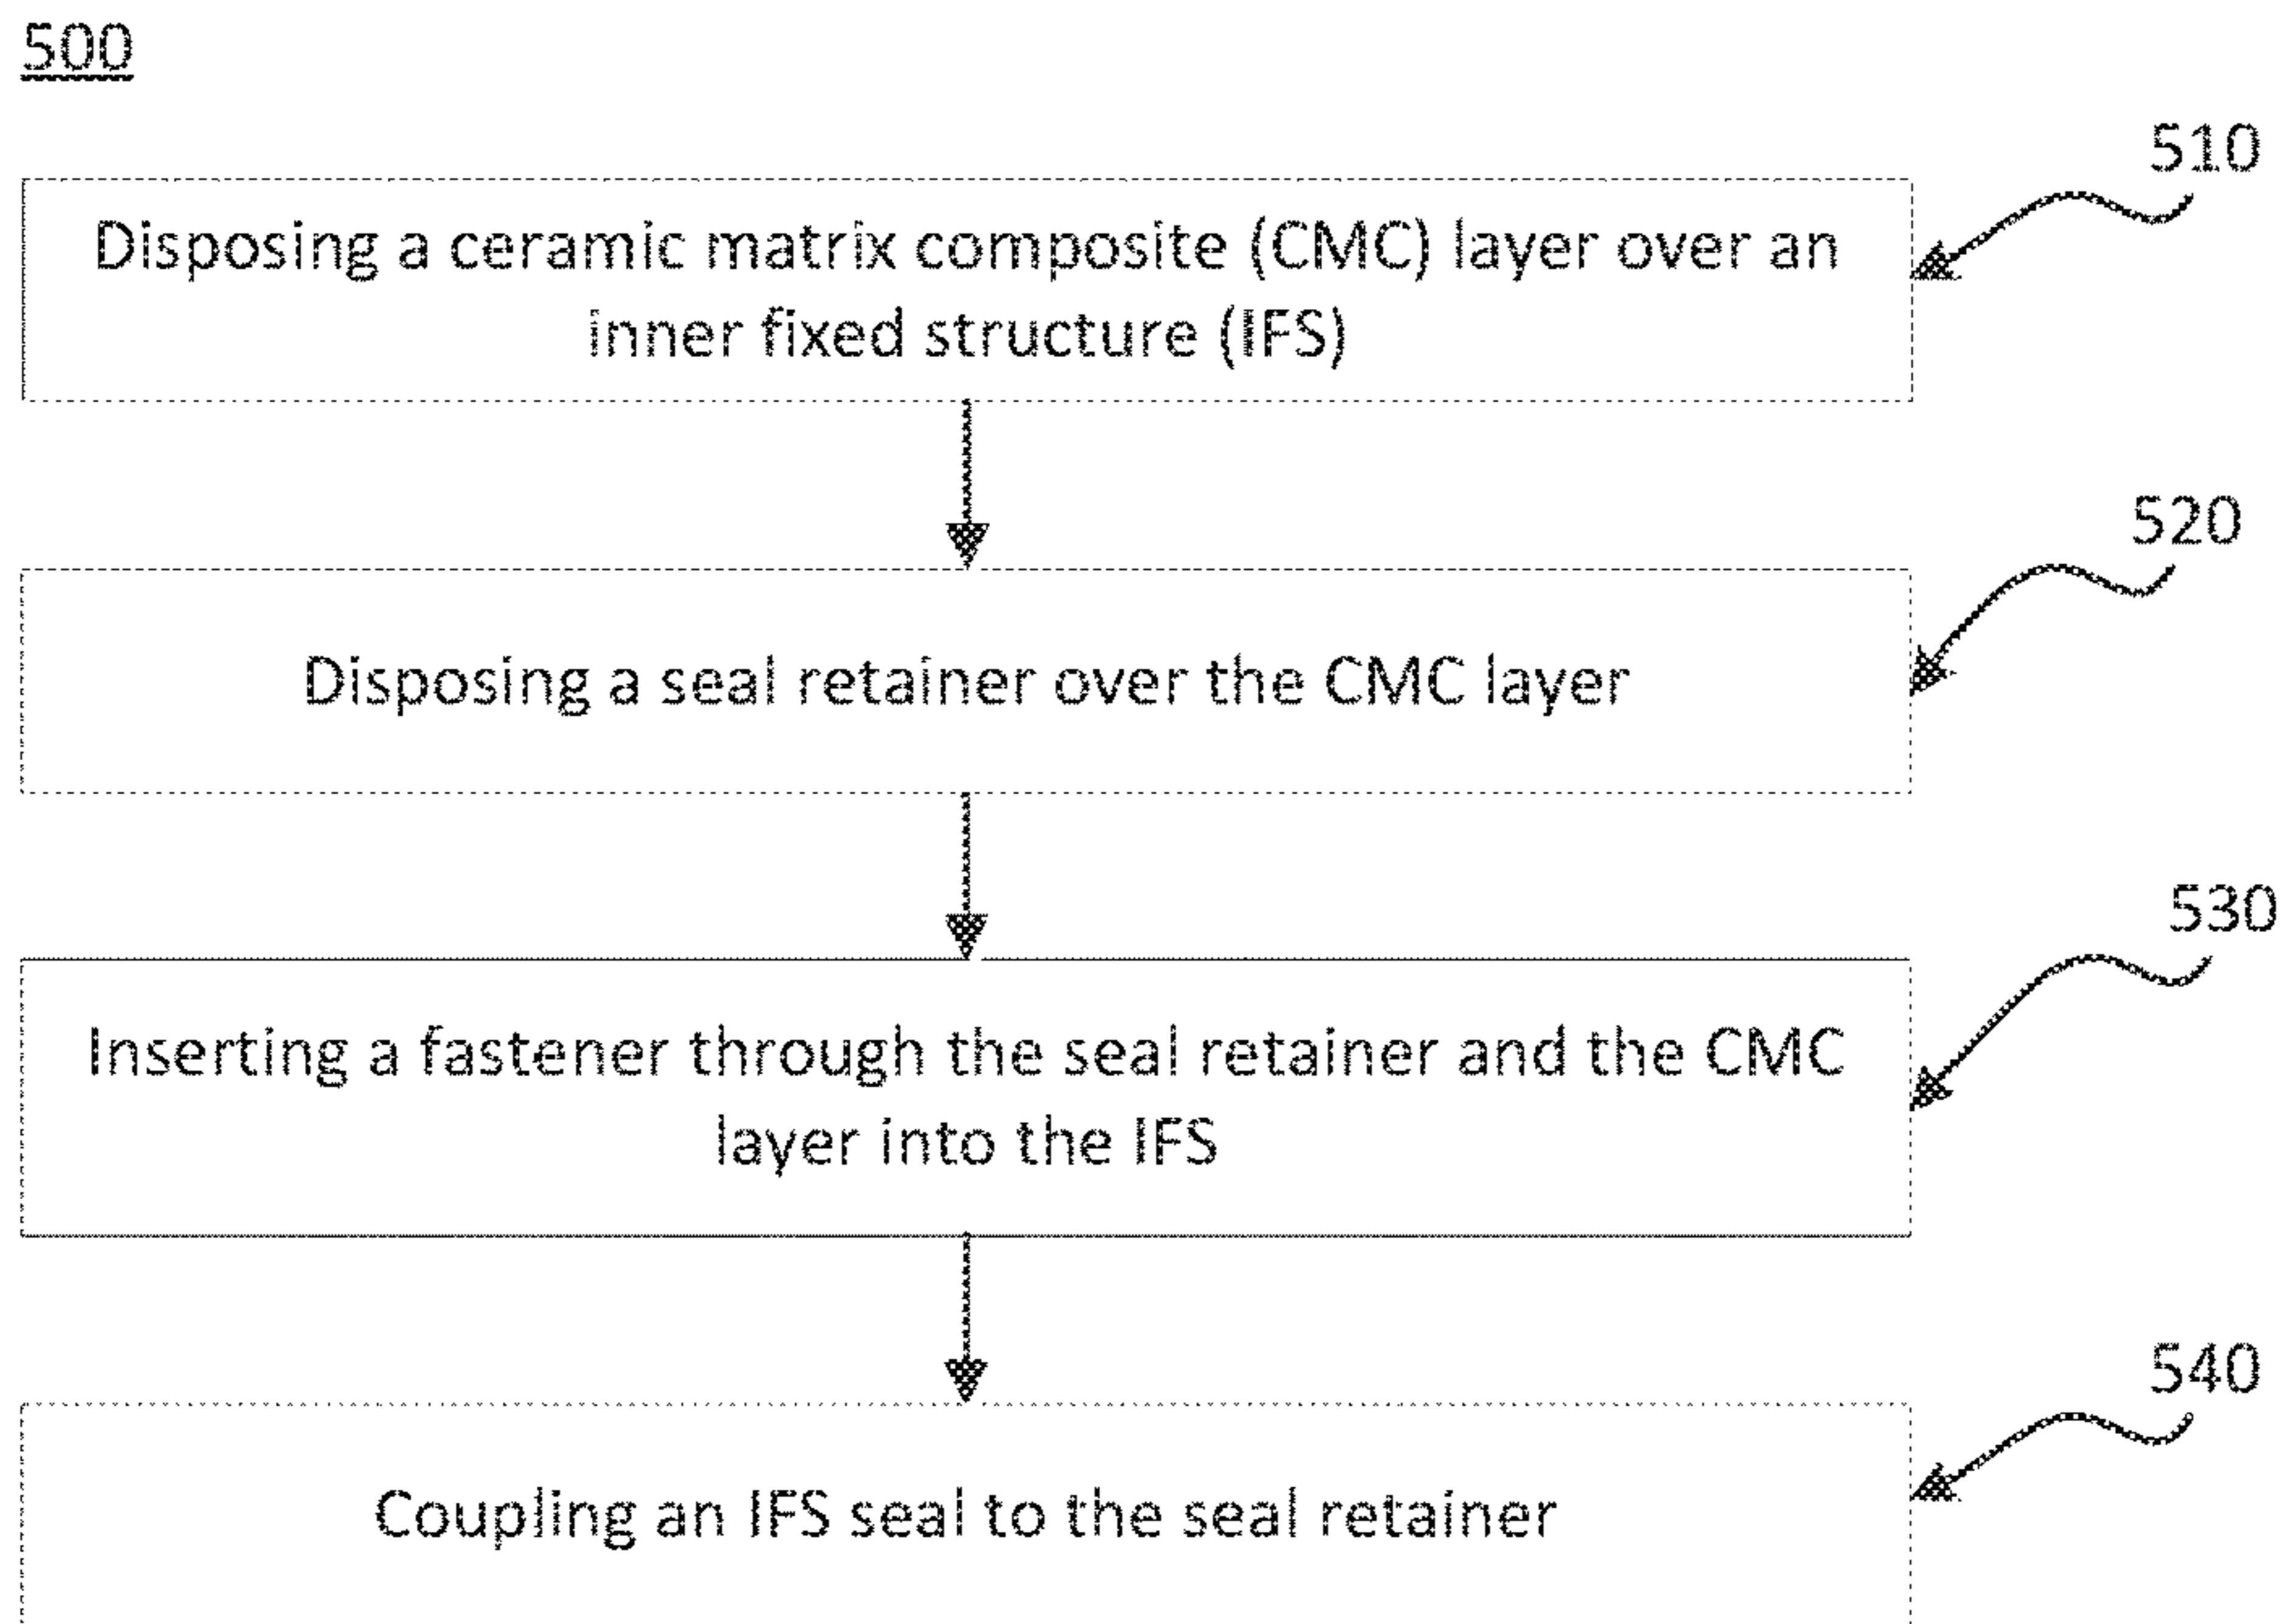 500
510
Disposing a ceramic matrix composite (CMC) layer over an
inner fixed structure (IFS)
520
Disposing a seal retainer over the CMC layer
530
Inserting a fastener through the seal retainer and the CMC
layer into the IFS
540
Coupling an IFS seal to the seal retainer